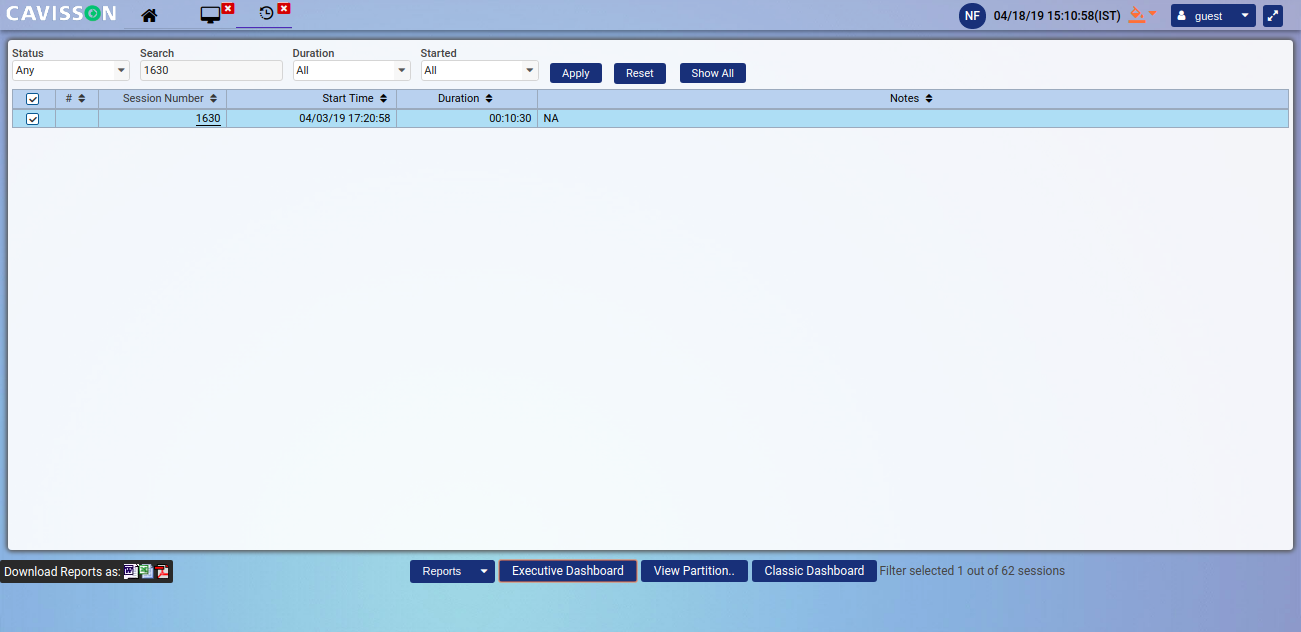 CAVISSON
NF 04/18/19 15:10:58(IST) guest
Status Search Duration Started
Any 1630 All All Apply Reset Show All
# Session Number Start Time Duration Notes
1630 04/03/19 17:20:58 00:10:30 NA
Download Reports as: Reports Executive Dashboard View Partition.. Classic Dashboard Filter selected 1 out of 62 sessions